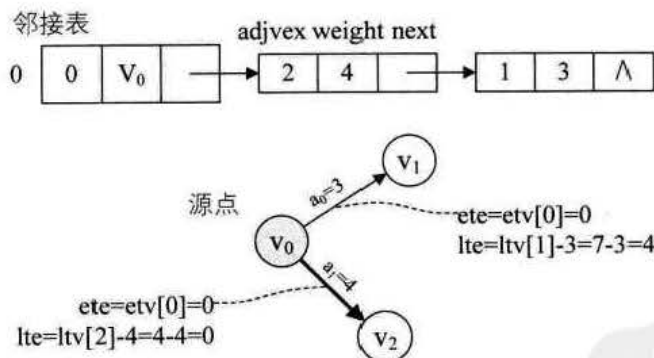 邻接表
adjvex weight next
0 0 V₀ 2 4 1 3 ∧
v₁
a₀=3
源点
ete=etv[0]=0
v₀
lte=ltv[1]-3=7-3=4
a₁=4
ete=etv[0]=0
lte=ltv[2]-4=4-4=0
v₂